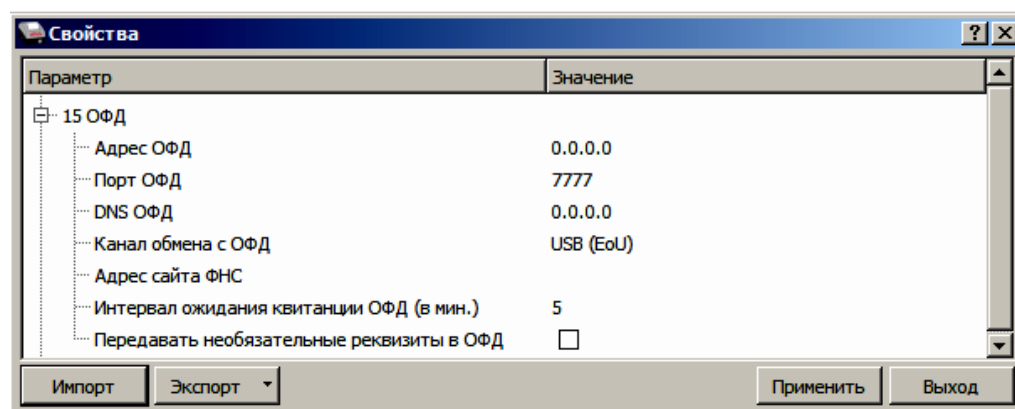 Свойства
Параметр Значение
15 ОФД
Адрес ОФД 0.0.0.0
Порт ОФД 7777
DNS ОФД 0.0.0.0
Канал обмена с ОФД USB (EoU)
Адрес сайта ФНС
Интервал ожидания квитанции ОФД (в мин.) 5
Передавать необязательные реквизиты в ОФД
Импорт Экспорт Применить Выход